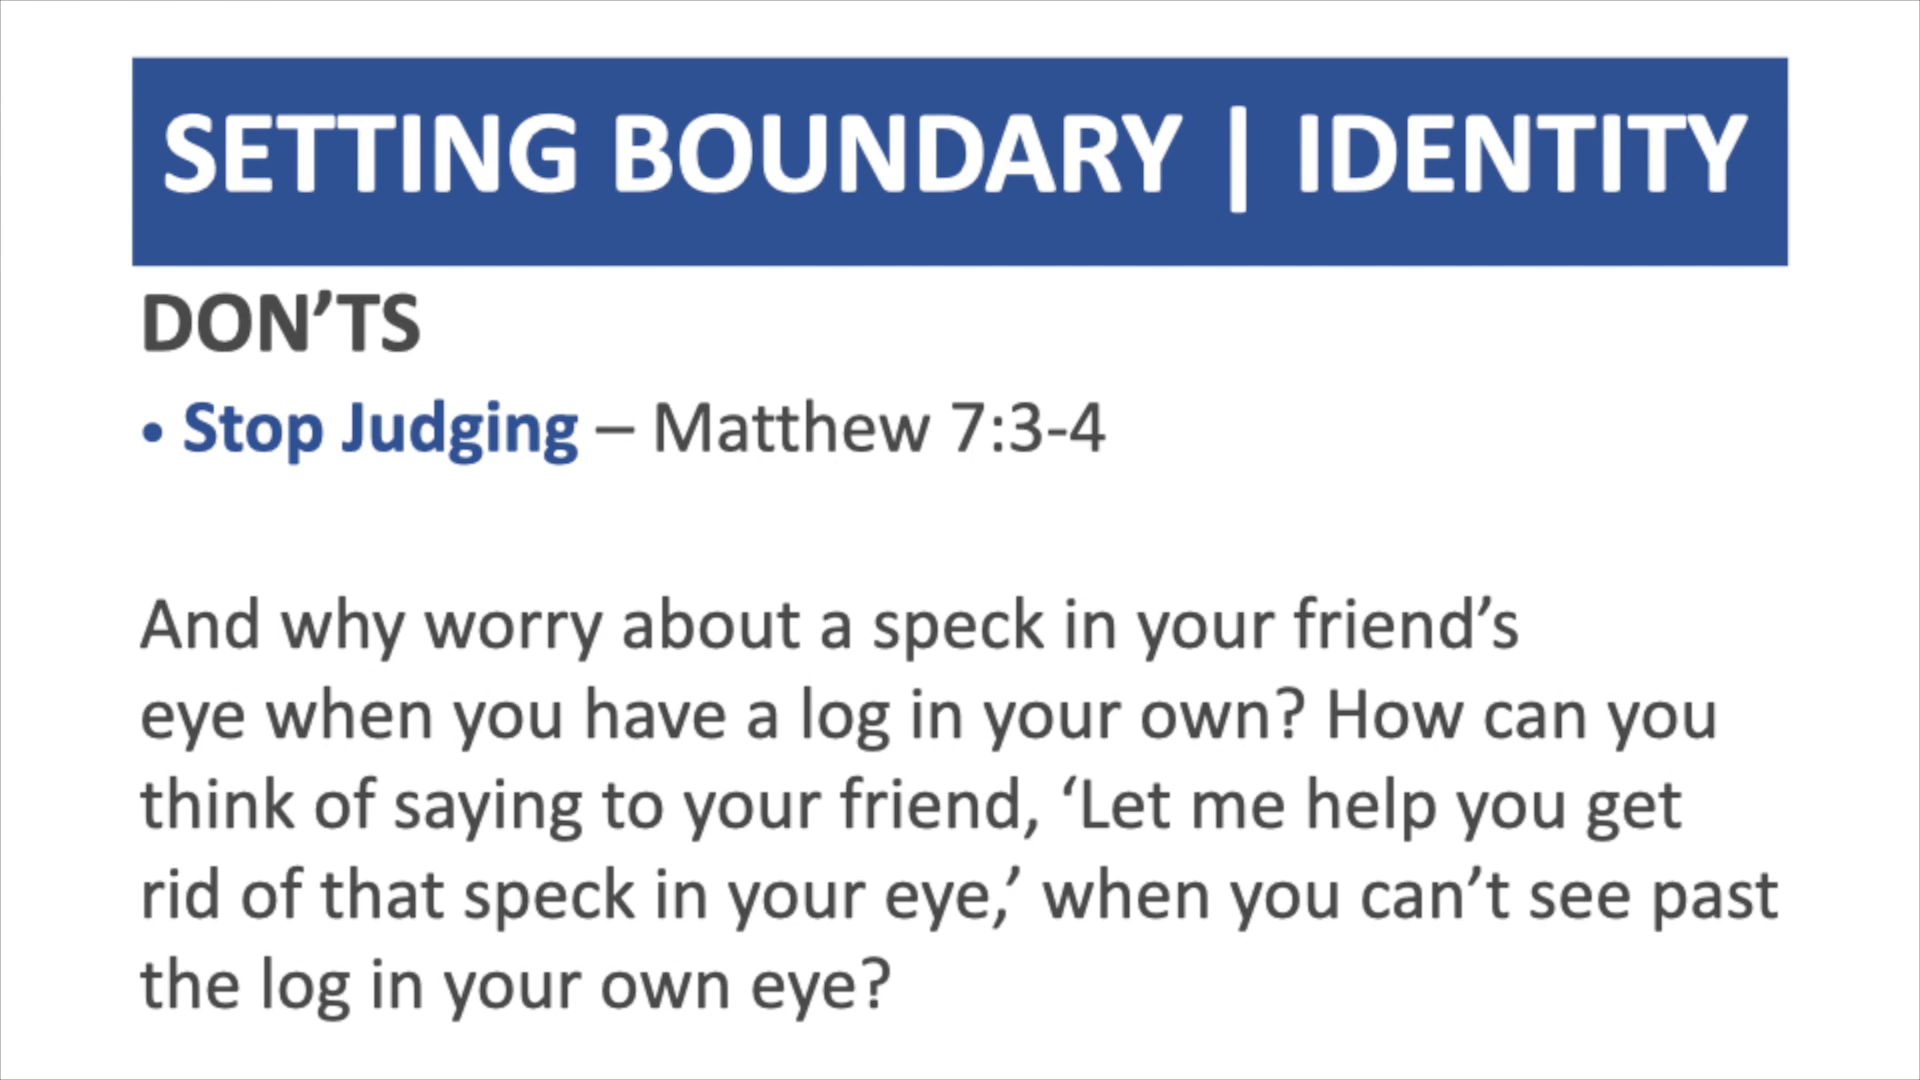 SETTING BOUNDARY | IDENTITY
DON’TS
• Stop Judging – Matthew 7:3-4
And why worry about a speck in your friend’s
eye when you have a log in your own? How can you
think of saying to your friend, ‘Let me help you get
rid of that speck in your eye,’ when you can’t see past
the log in your own eye?